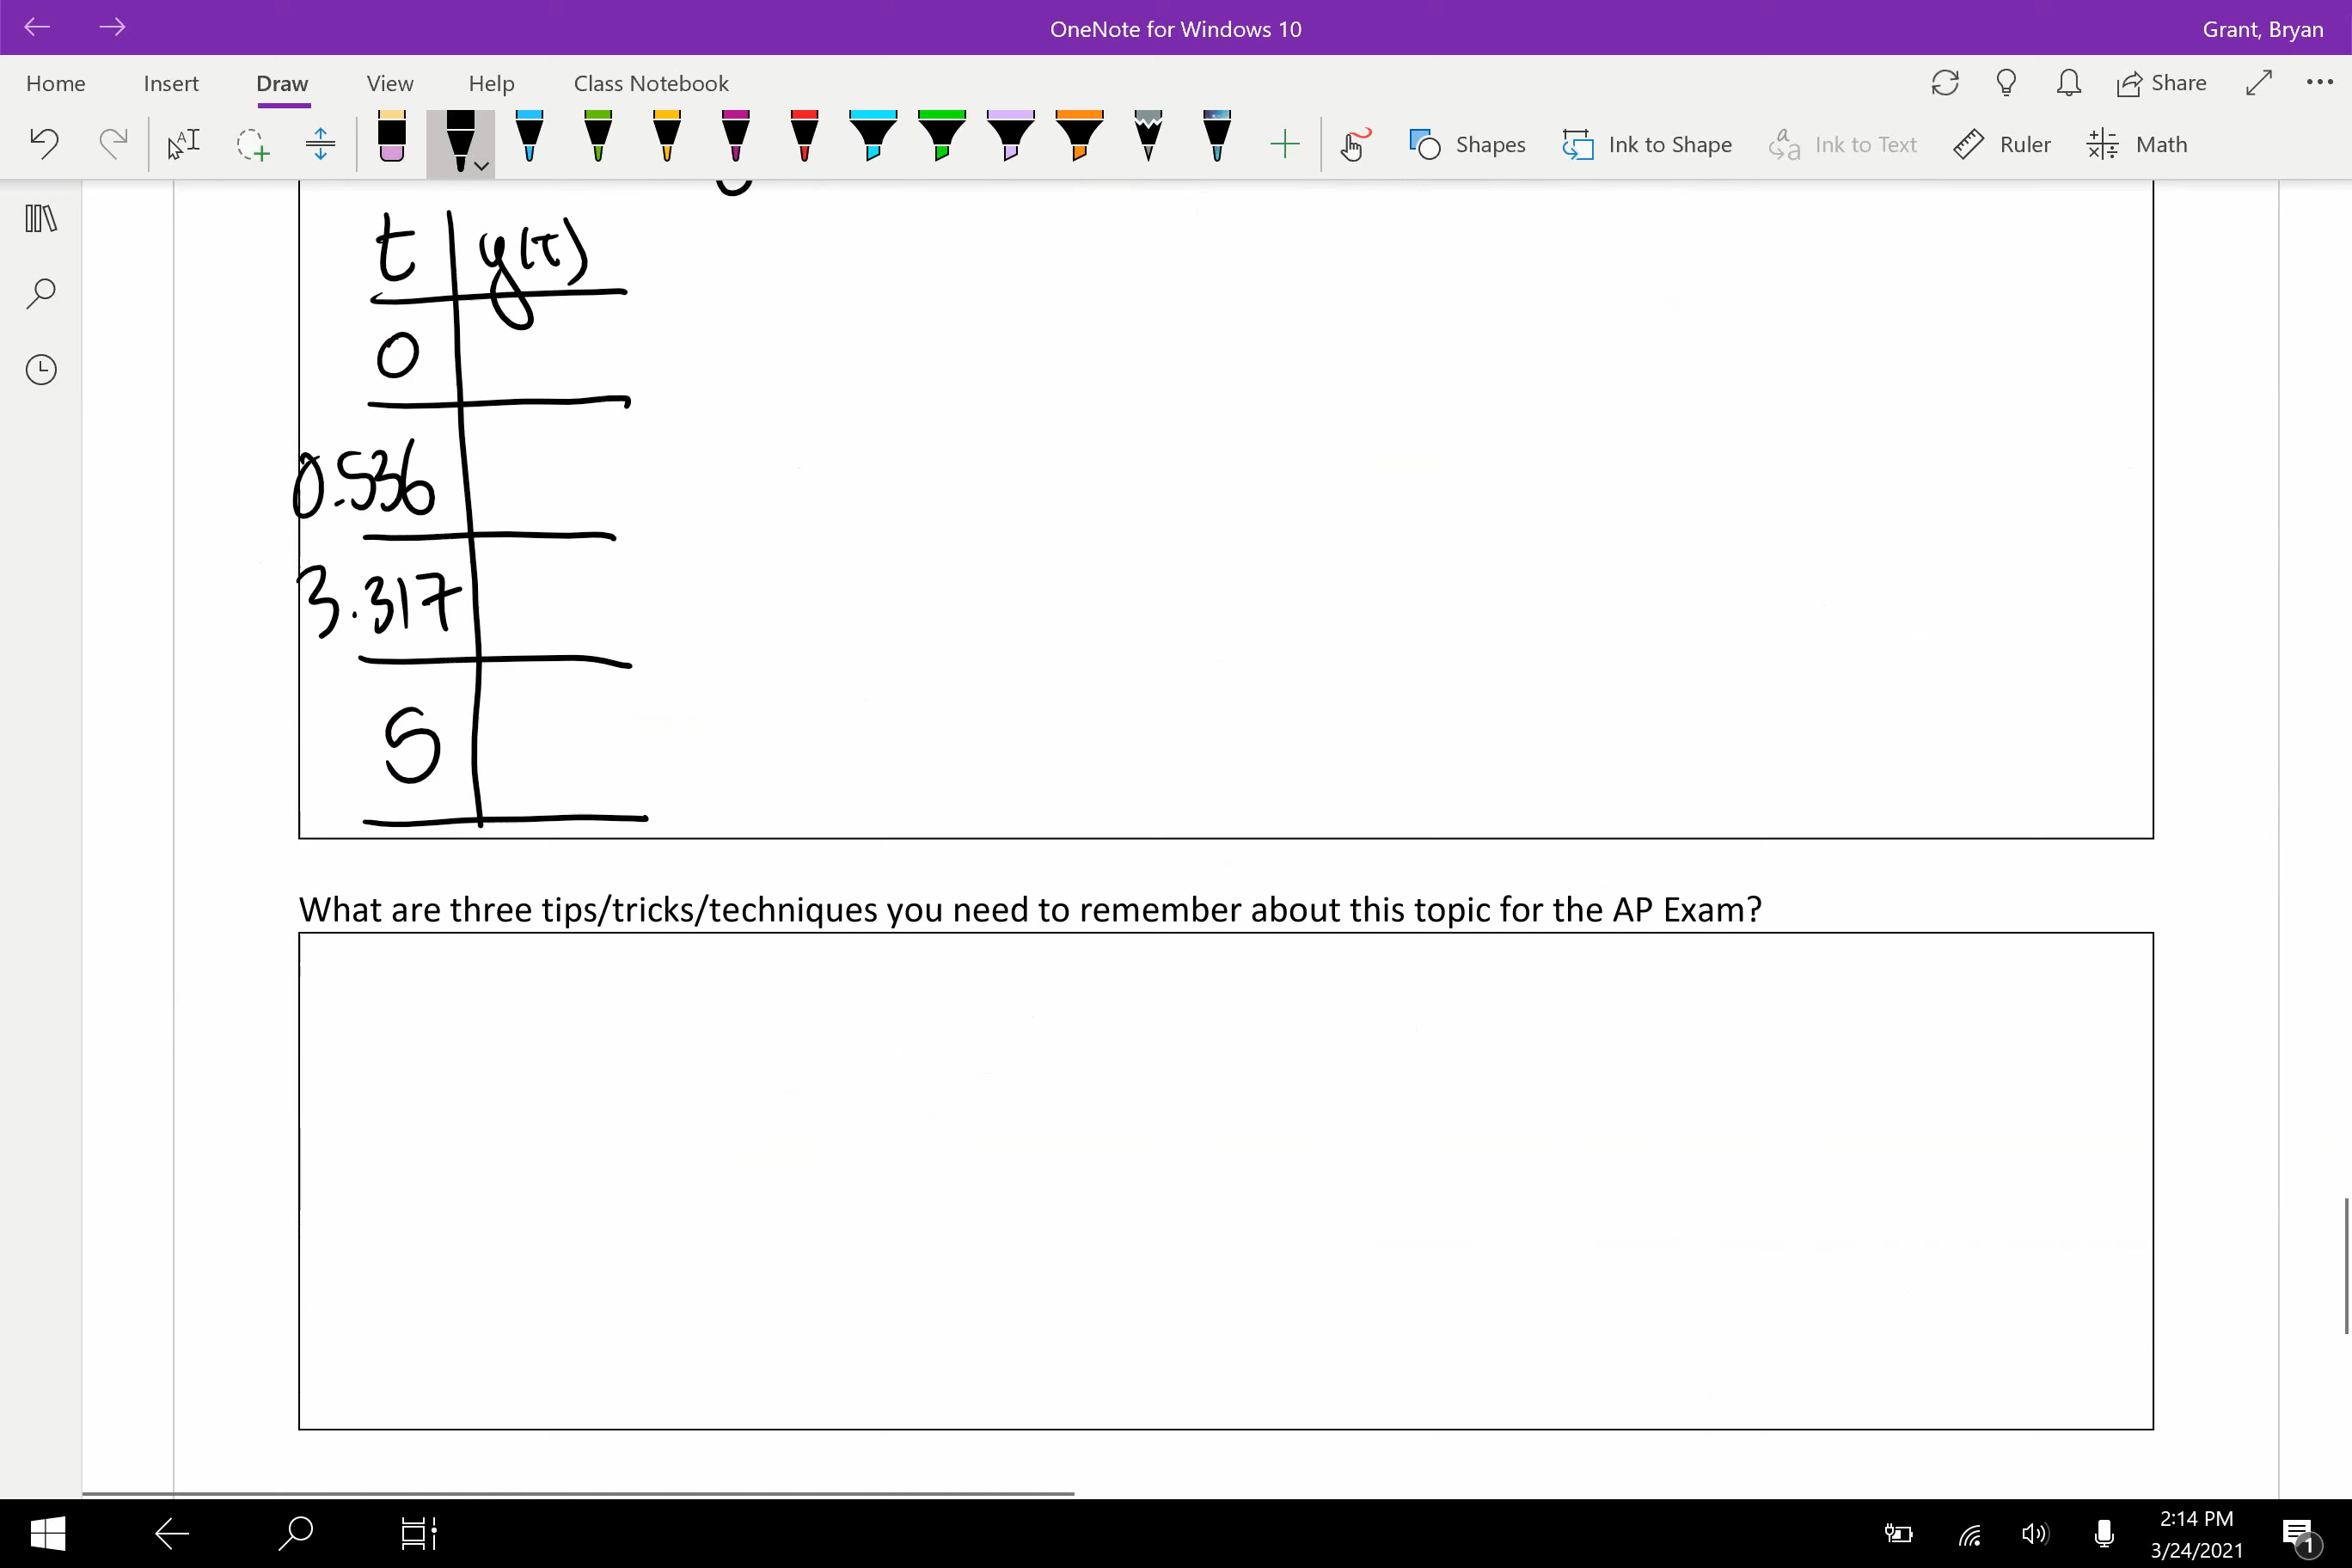 OneNote for Windows 10
Grant, Bryan
Home Insert Draw View Help Class Notebook Share
Shapes Ink to Shape Ink to Text Ruler Math
t y(t)
0
0.536
3.317
5
What are three tips/tricks/techniques you need to remember about this topic for the AP Exam?
2:14 PM
3/24/2021
1